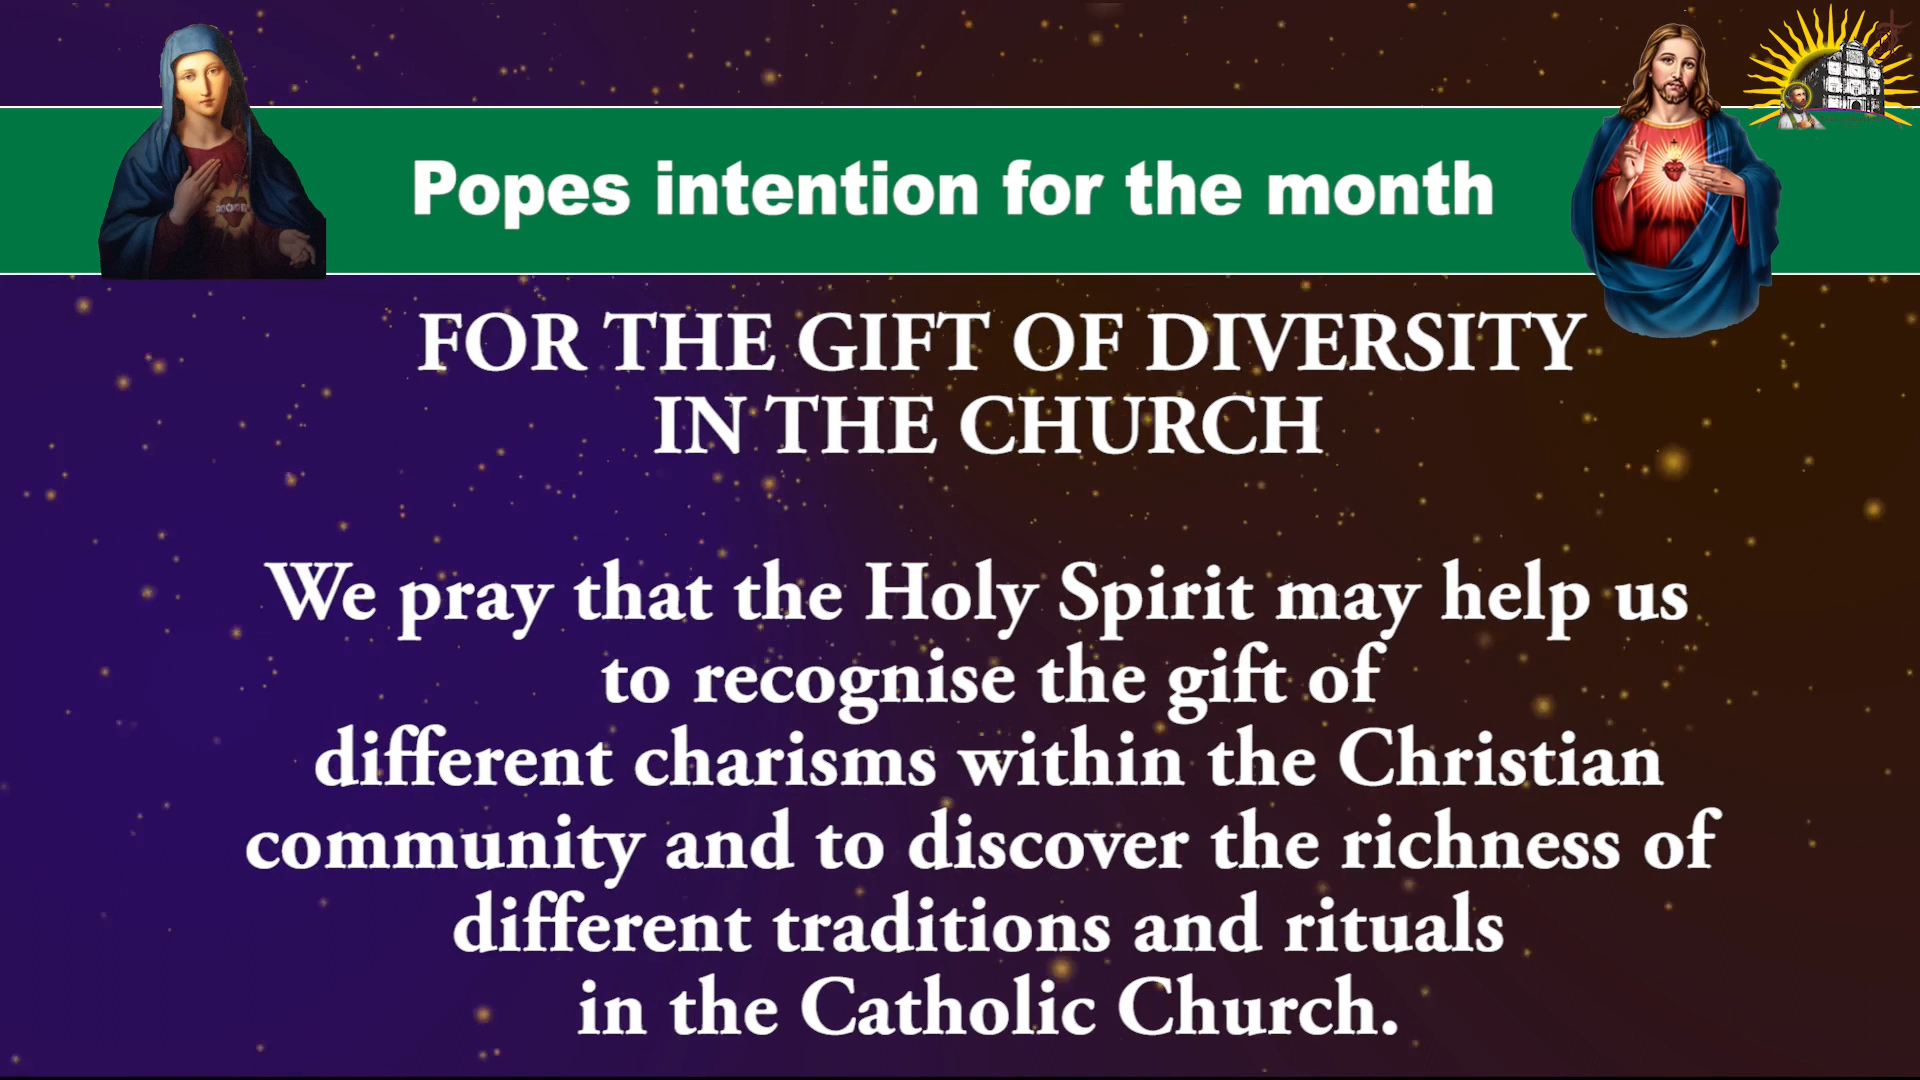 Popes intention for the month
FOR THE GIFT OF DIVERSITY
IN THE CHURCH
We pray that the Holy Spirit may help us
to recognise the gift of
different charisms within the Christian
community and to discover the richness of
different traditions and rituals
in the Catholic Church.